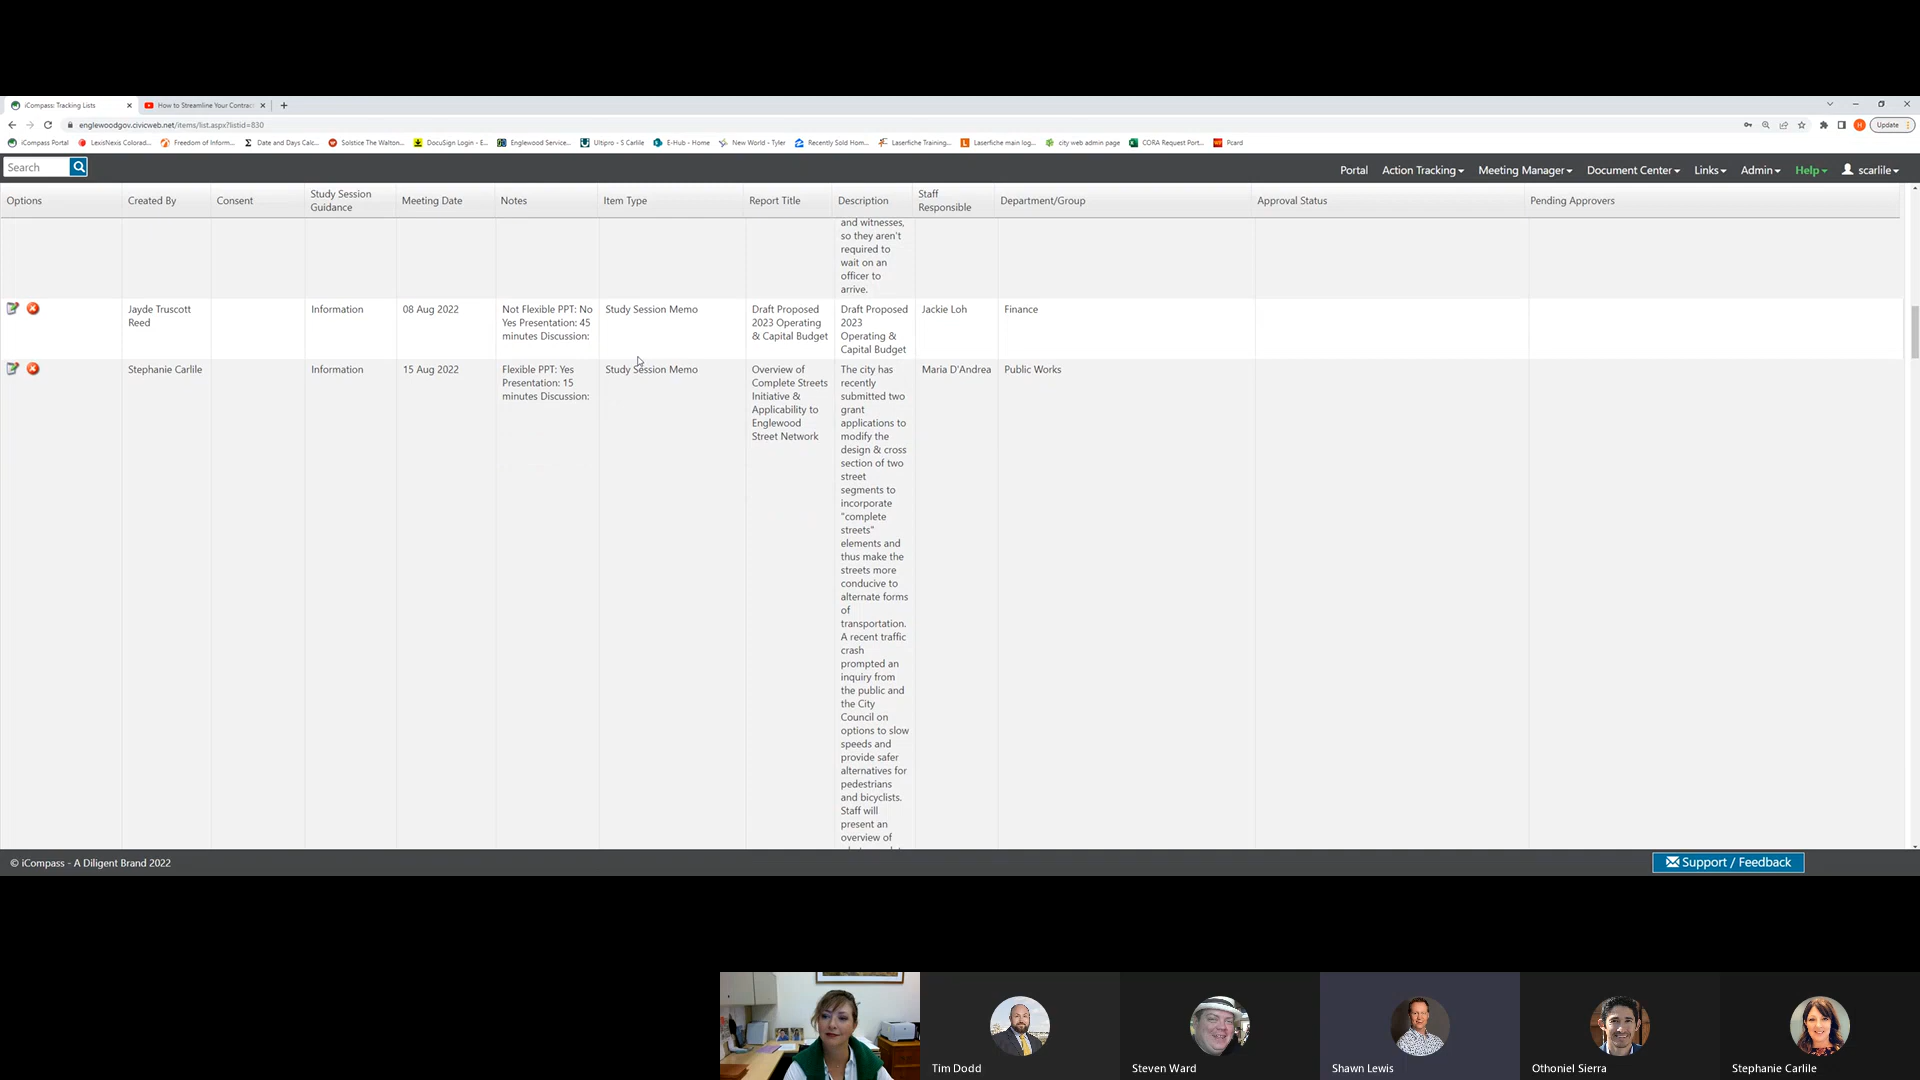 iCompass: Tracking Lists
How to Streamline Your Contrac
englewoodgov.civicweb.net/items/list.aspx?listid=830
Update
iCompass Portal
LexisNexis Colorad...
Freedom of Inform...
Date and Days Calc...
Solstice The Walton...
DocuSign Login - E...
Englewood Service...
Ultipro - S Carlile
E-Hub - Home
New World - Tyler
Recently Sold Hom...
Laserfiche Training...
Laserfiche main log...
city web admin page
CORA Request Port...
Pcard
Search
Portal
Action Tracking
Meeting Manager
Document Center
Links
Admin
Help
scarlile
Options
Created By
Consent
Study Session
Guidance
Meeting Date
Notes
Item Type
Report Title
Description
Staff
Responsible
Department/Group
Approval Status
Pending Approvers
and witnesses,
so they aren't
required to
wait on an
officer to
arrive.
Jayde Truscott
Reed
Information
08 Aug 2022
Not Flexible PPT: No
Yes Presentation: 45
minutes Discussion:
Study Session Memo
Draft Proposed
2023 Operating
& Capital Budget
Draft Proposed
2023
Operating &
Capital Budget
Jackie Loh
Finance
Stephanie Carlile
Information
15 Aug 2022
Flexible PPT: Yes
Presentation: 15
minutes Discussion:
Study Session Memo
Overview of
Complete Streets
Initiative &
Applicability to
Englewood
Street Network
The city has
recently
submitted two
grant
applications to
modify the
design & cross
section of two
street
segments to
incorporate
"complete
streets"
elements and
thus make the
streets more
conducive to
alternate forms
of
transportation.
A recent traffic
crash
prompted an
inquiry from
the public and
the City
Council on
options to slow
speeds and
provide safer
alternatives for
pedestrians
and bicyclists.
Staff will
present an
overview of
Maria D'Andrea
Public Works
© iCompass - A Diligent Brand 2022
Support / Feedback
Tim Dodd
Steven Ward
Shawn Lewis
Othoniel Sierra
Stephanie Carlile